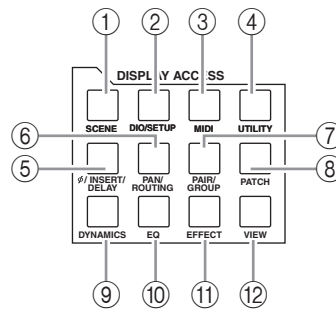 ① ② ③ ④
DISPLAY ACCESS
SCENE DIO/SETUP MIDI UTILITY
⑥ ⑦
⑤ ⑧
ϕ/ INSERT/ DELAY PAN/ ROUTING PAIR/ GROUP PATCH
DYNAMICS EQ EFFECT VIEW
⑨ ⑩ ⑪ ⑫